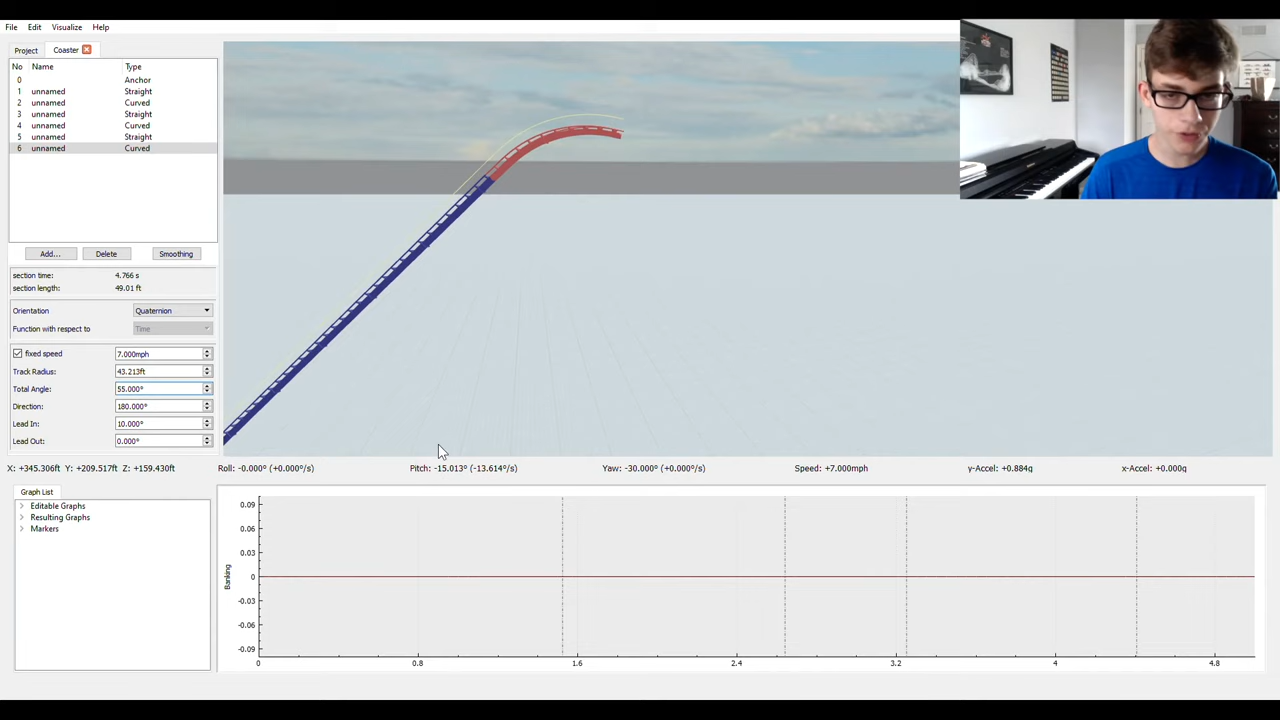 File Edit Visualize Help
Project Coaster
No Name Type
0 Anchor
1 unnamed Straight
2 unnamed Curved
3 unnamed Straight
4 unnamed Curved
5 unnamed Straight
6 unnamed Curved
Add... Delete Smoothing
section time: 4.766 s
section length: 49.01 ft
Orientation Quaternion
Function with respect to Time
fixed speed 7.000mph
Track Radius: 43.213ft
Total Angle: 55.000°
Direction: 180.000°
Lead In: 10.000°
Lead Out: 0.000°
X: +345.306ft Y: +209.517ft Z: +159.430ft Roll: -0.000° (+0.000°/s) Pitch: -15.013° (-13.614°/s) Yaw: -30.000° (+0.000°/s) Speed: +7.000mph y-Accel: +0.884g x-Accel: +0.000g
Graph List
Editable Graphs
Resulting Graphs
Markers
Banking
0.09
0.06
0.03
0
-0.03
-0.06
-0.09
0 0.8 1.6 2.4 3.2 4 4.8